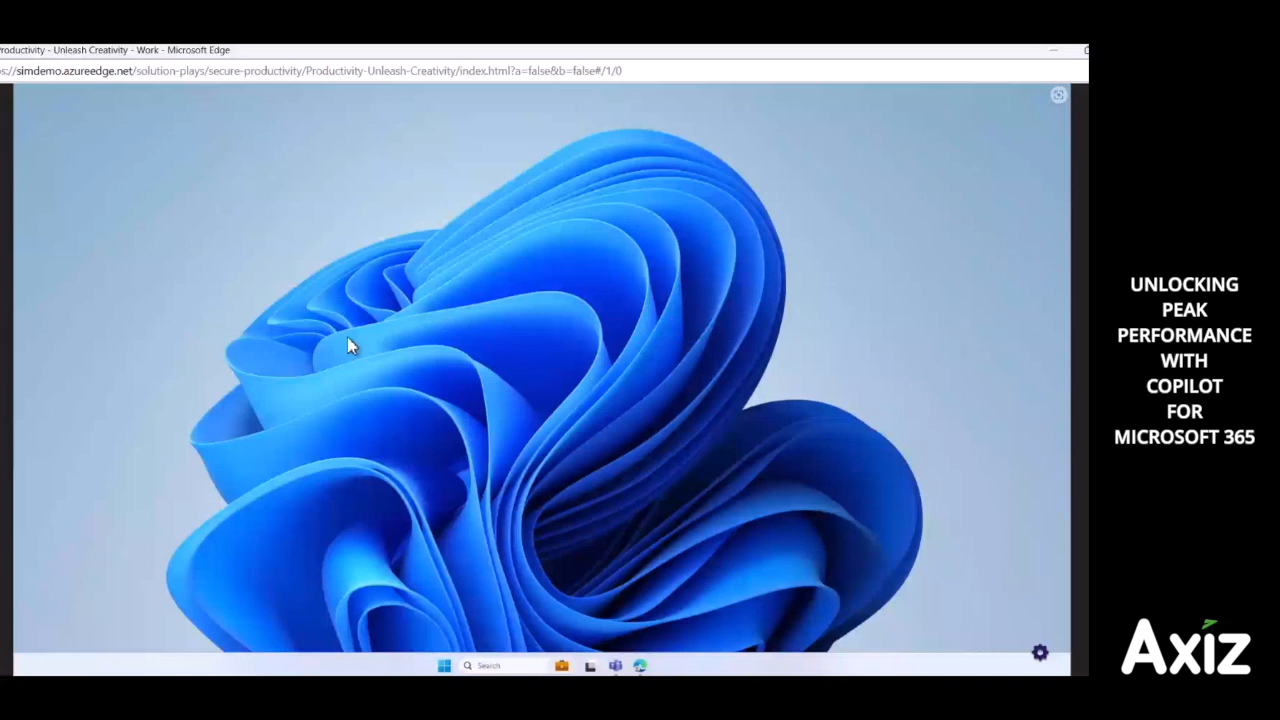 roductivity - Unleash Creativity - Work - Microsoft Edge
s://simdemo.azureedge.net/solution-plays/secure-productivity/Productivity-Unleash-Creativity/index.html?a=false&b=false#/1/0
UNLOCKING
PEAK
PERFORMANCE
WITH
COPILOT
FOR
MICROSOFT 365
Search
Axiz